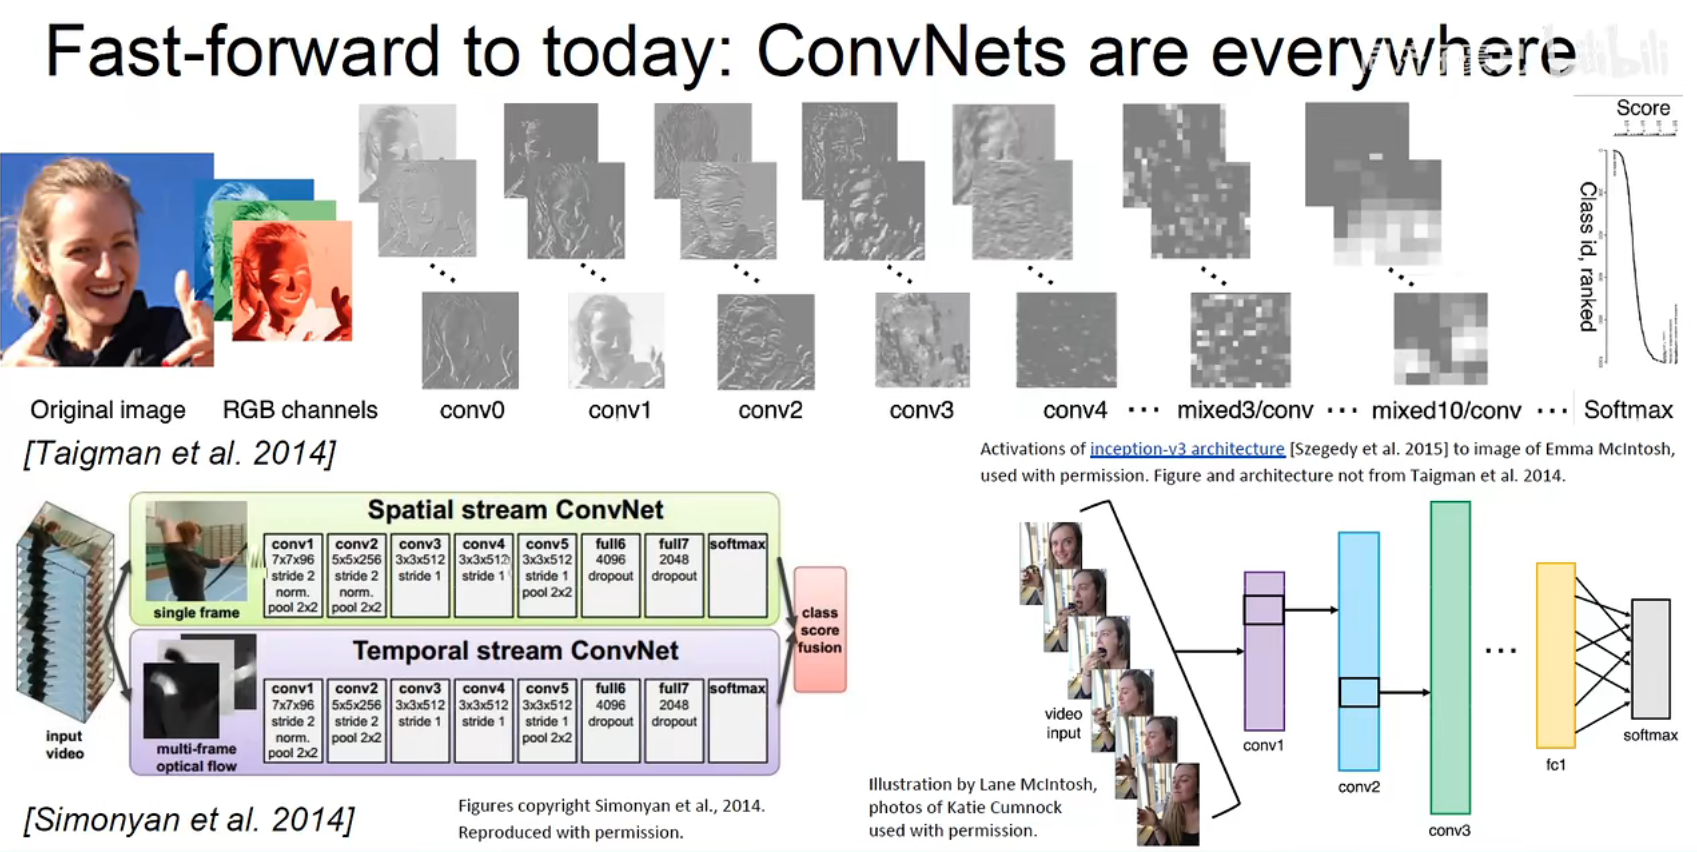 Fast-forward to today: ConvNets are everywhere
bilibili
Original image
RGB channels
conv0
conv1
conv2
conv3
conv4
...
mixed3/conv
...
mixed10/conv
...
Softmax
Score
Class id, ranked
[Taigman et al. 2014]
Activations of inception-v3 architecture [Szegedy et al. 2015] to image of Emma McIntosh,
used with permission. Figure and architecture not from Taigman et al. 2014.
input
video
single frame
Spatial stream ConvNet
conv1
7x7x96
stride 2
norm.
pool 2x2
conv2
5x5x256
stride 2
norm.
pool 2x2
conv3
3x3x512
stride 1
conv4
3x3x512
stride 1
conv5
3x3x512
stride 1
pool 2x2
full6
4096
dropout
full7
2048
dropout
softmax
multi-frame
optical flow
Temporal stream ConvNet
conv1
7x7x96
stride 2
norm.
pool 2x2
conv2
5x5x256
stride 2
pool 2x2
conv3
3x3x512
stride 1
conv4
3x3x512
stride 1
conv5
3x3x512
stride 1
pool 2x2
full6
4096
dropout
full7
2048
dropout
softmax
class
score
fusion
[Simonyan et al. 2014]
Figures copyright Simonyan et al., 2014.
Reproduced with permission.
video
input
conv1
conv2
conv3
...
fc1
softmax
Illustration by Lane McIntosh,
photos of Katie Cumnock
used with permission.